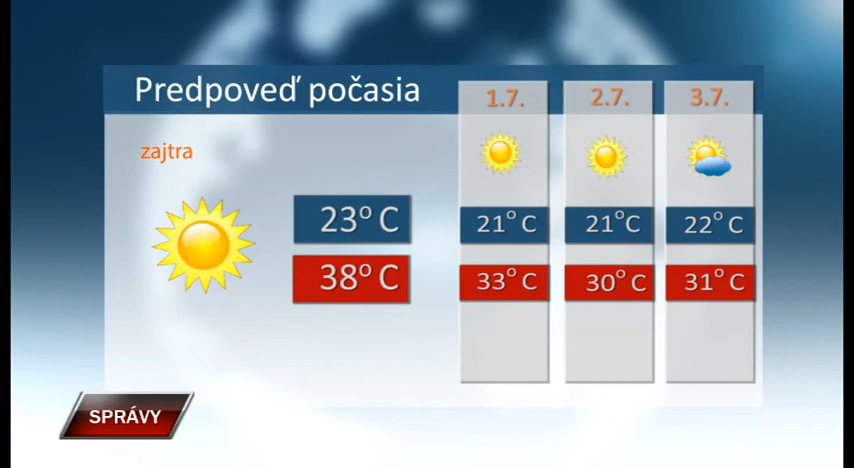 Predpoveď počasia
zajtra
23° C
38° C
1.7.
21° C
33° C
2.7.
21°C
30° C
3.7.
22° C
31° C
SPRÁVY